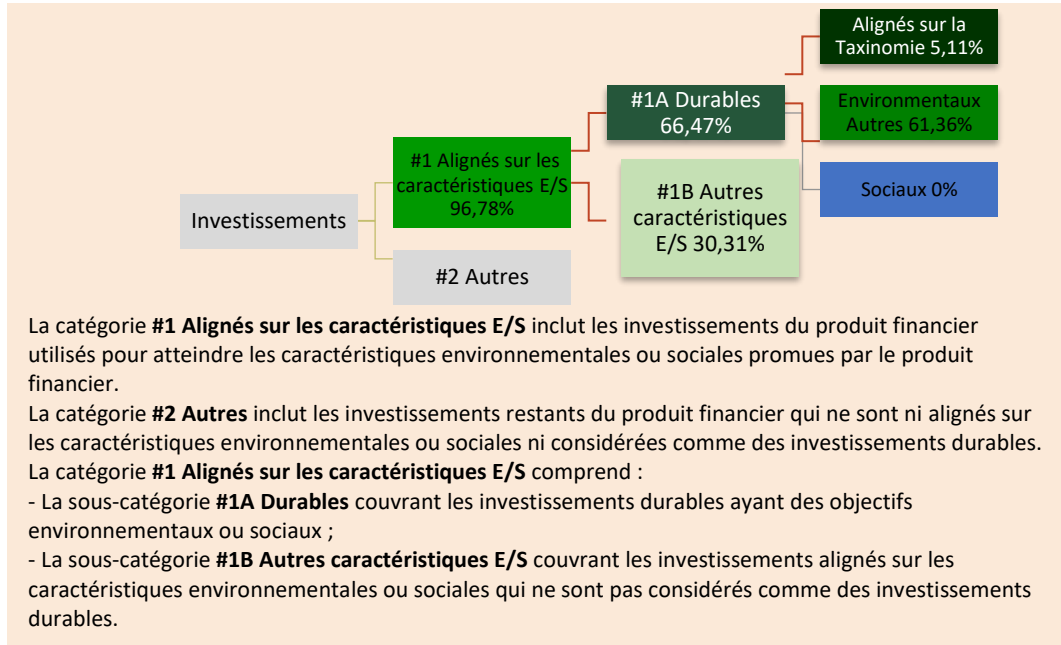 Alignés sur la
Taxinomie 5,11%
#1A Durables
66,47%
Environmentaux
Autres 61,36%
#1 Alignés sur les
caractéristiques E/S
96,78%
#1B Autres
caractéristiques
E/S 30,31%
Sociaux 0%
Investissements
#2 Autres
La catégorie #1 Alignés sur les caractéristiques E/S inclut les investissements du produit financier
utilisés pour atteindre les caractéristiques environnementales ou sociales promues par le produit
financier.
La catégorie #2 Autres inclut les investissements restants du produit financier qui ne sont ni alignés sur
les caractéristiques environnementales ou sociales ni considérées comme des investissements durables.
La catégorie #1 Alignés sur les caractéristiques E/S comprend :
- La sous-catégorie #1A Durables couvrant les investissements durables ayant des objectifs
environnementaux ou sociaux ;
- La sous-catégorie #1B Autres caractéristiques E/S couvrant les investissements alignés sur les
caractéristiques environnementales ou sociales qui ne sont pas considérés comme des investissements
durables.